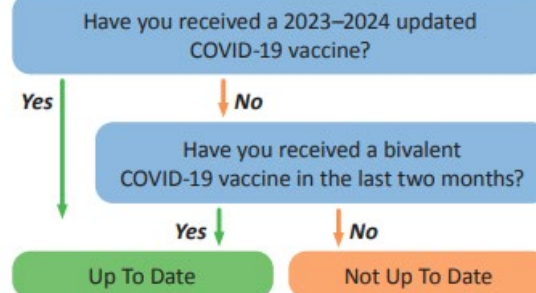 Have you received a 2023–2024 updated
COVID-19 vaccine?
Yes
No
Have you received a bivalent
COVID-19 vaccine in the last two months?
Yes
No
Up To Date
Not Up To Date